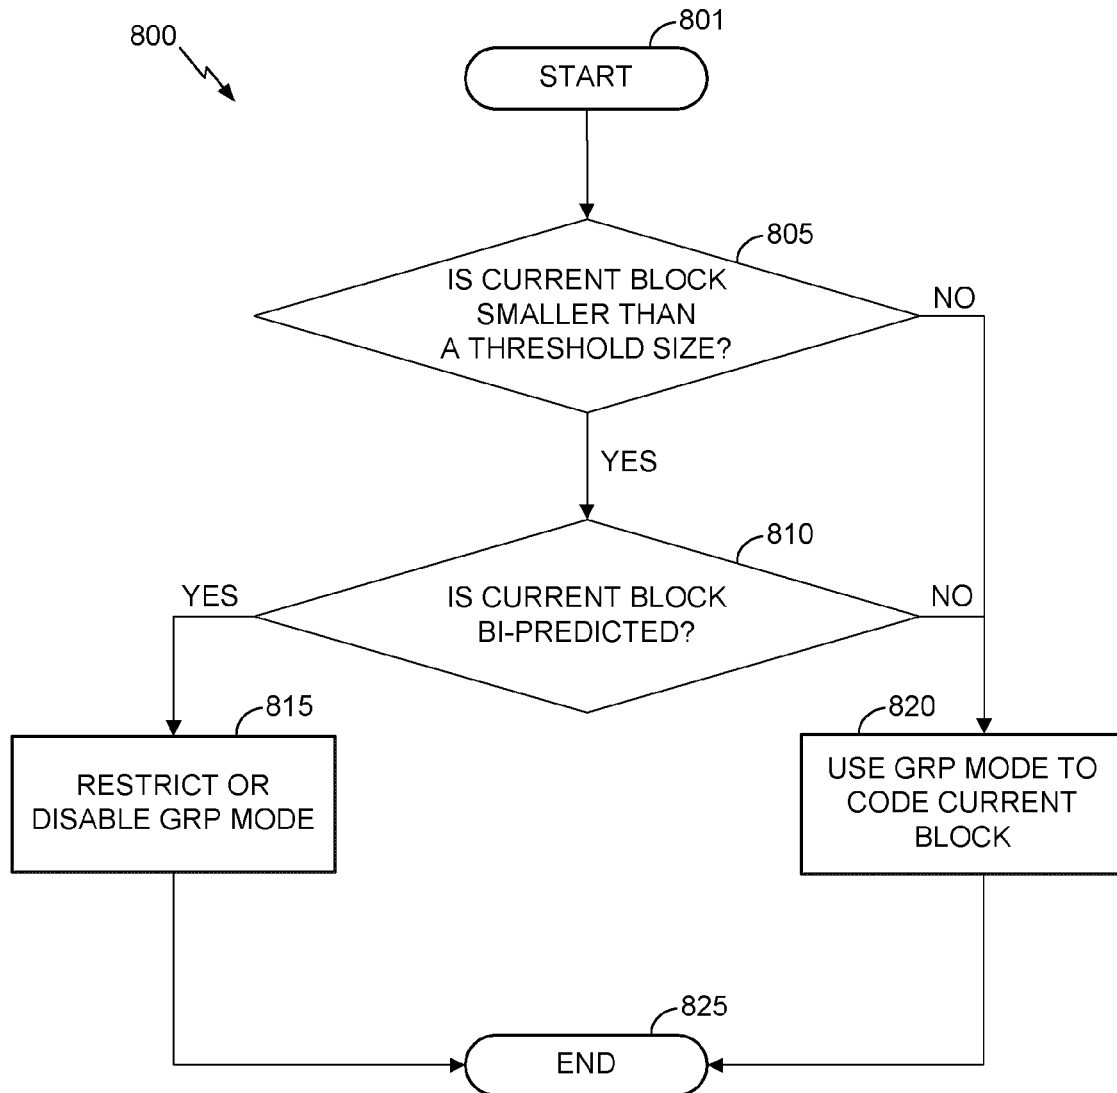 800
801
START
805
IS CURRENT BLOCK
SMALLER THAN
A THRESHOLD SIZE?
NO
YES
810
YES
IS CURRENT BLOCK
BI-PREDICTED?
NO
815
RESTRICT OR
DISABLE GRP MODE
820
USE GRP MODE TO
CODE CURRENT
BLOCK
825
END